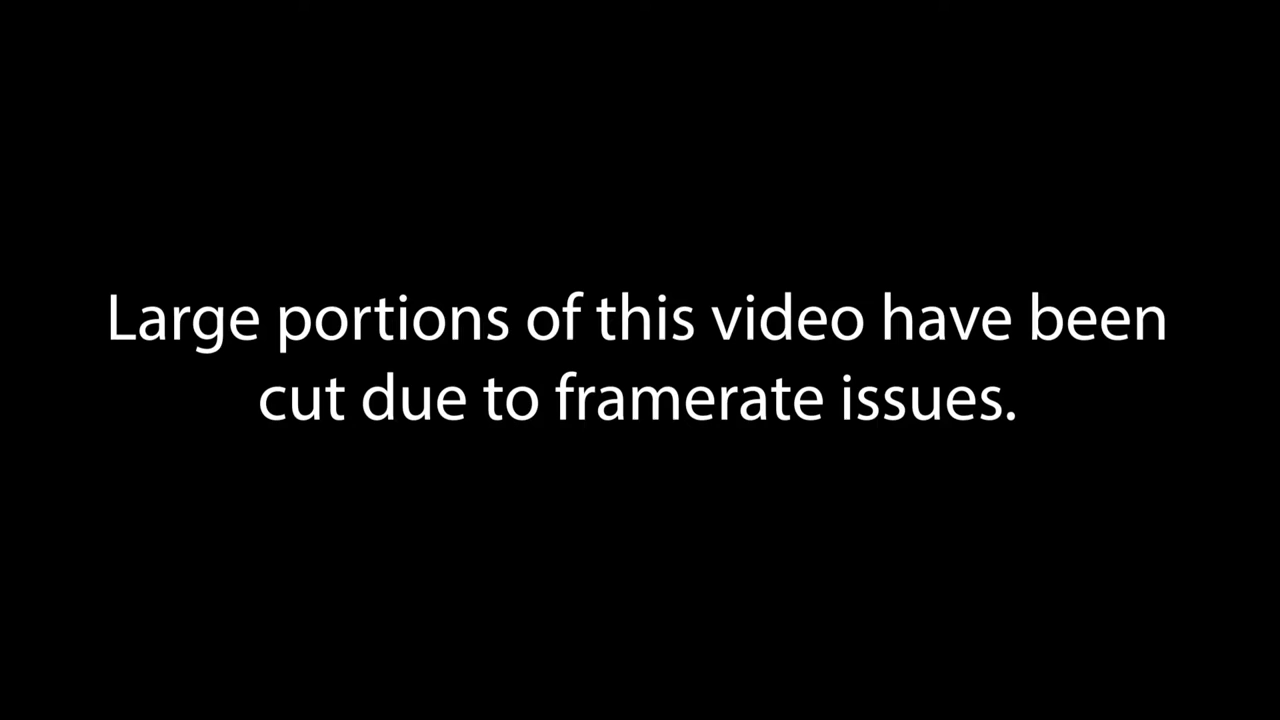 Large portions of this video have been
cut due to framerate issues.